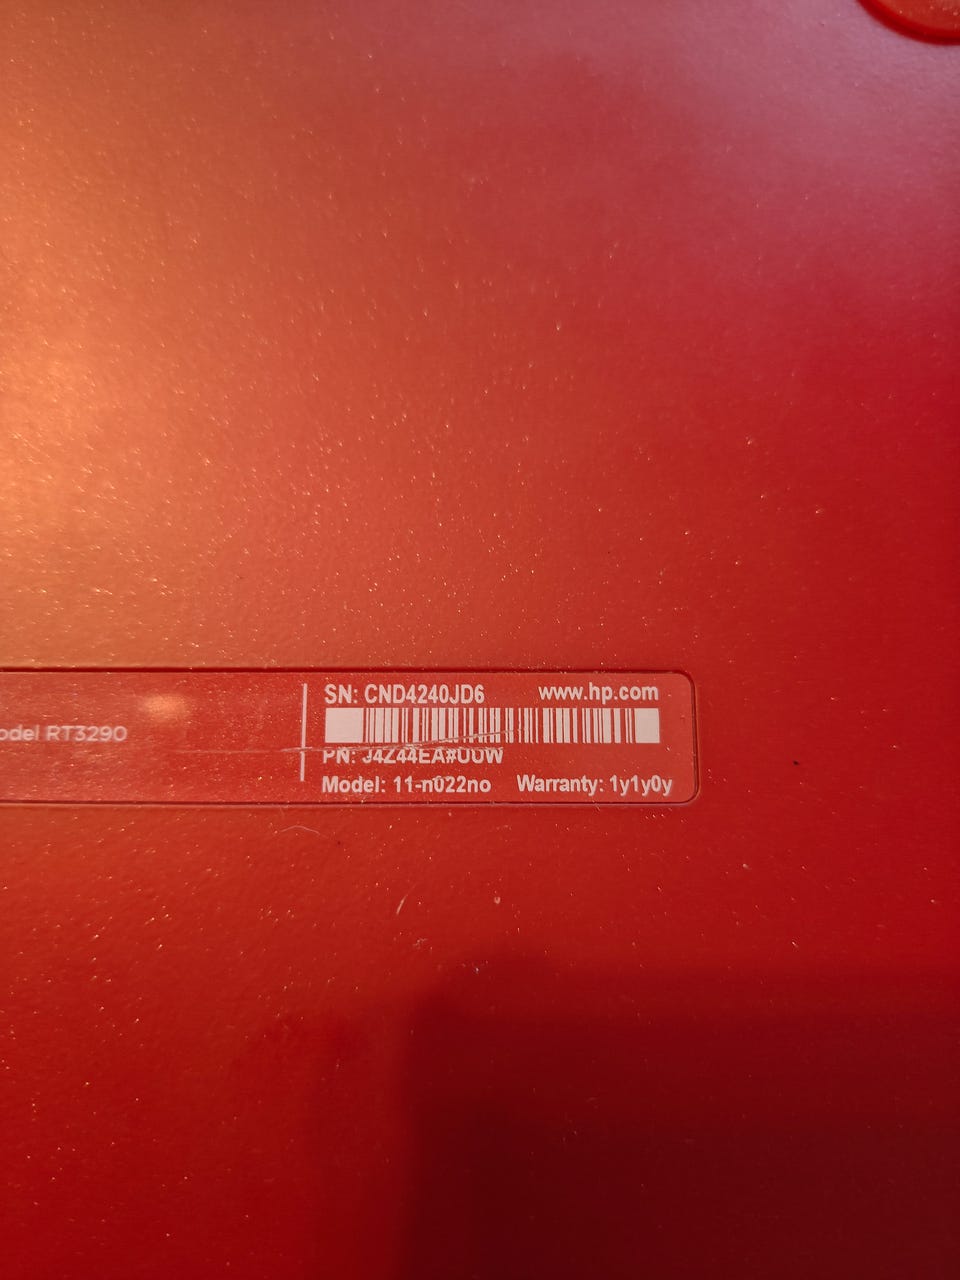 odel RT3290
SN: CND4240JD6 www.hp.com
PN: J4Z44EA#UUW
Model: 11-n022no Warranty: 1y1y0y